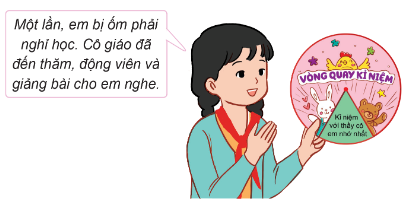 Một lần, em bị ốm phải
nghỉ học. Cô giáo đã
đến thăm, động viên và
giảng bài cho em nghe.
VÒNG QUAY KỈ NIỆM
Kỉ niệm
với thầy cô
em nhớ nhất